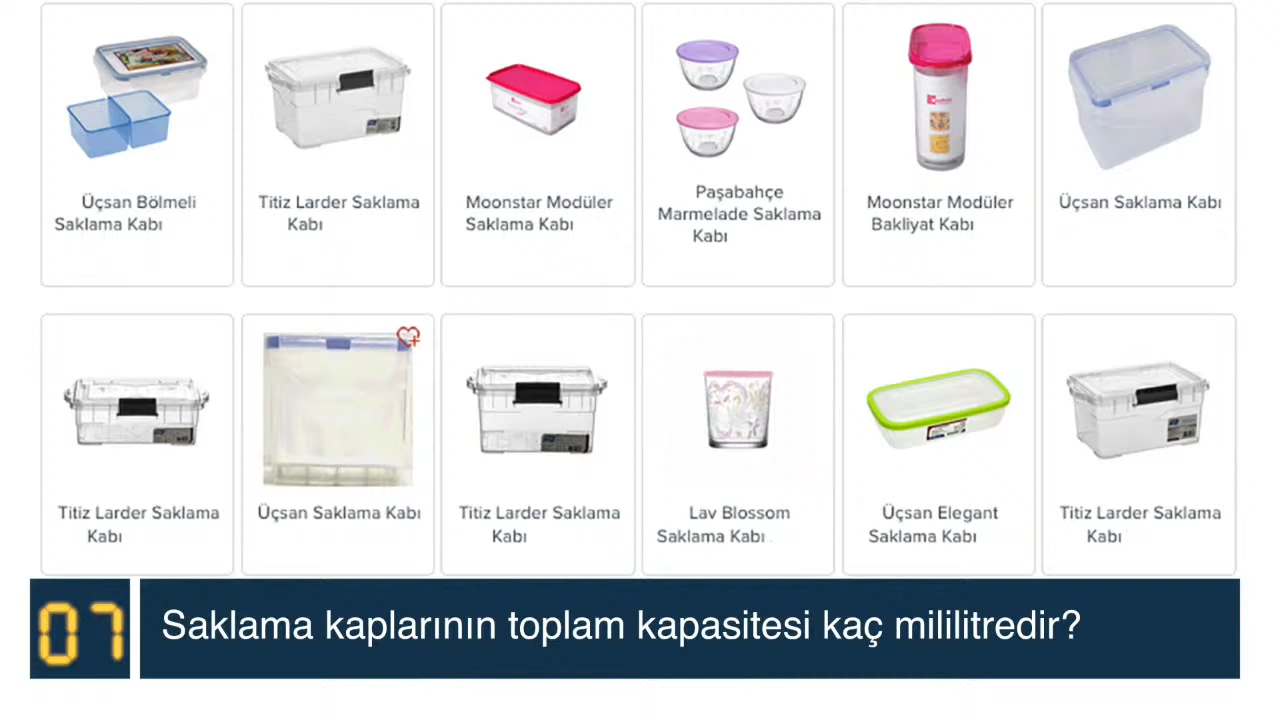 Üçsan Bölmeli
Saklama Kabı
Titiz Larder Saklama
Kabı
Moonstar Modüler
Saklama Kabı
Paşabahçe
Marmelade Saklama
Kabı
Moonstar Modüler
Bakliyat Kabı
Üçsan Saklama Kabı
Titiz Larder Saklama
Kabı
Üçsan Saklama Kabı
Titiz Larder Saklama
Kabı
Lav Blossom
Saklama Kabı
Üçsan Elegant
Saklama Kabı
Titiz Larder Saklama
Kabı
07
Saklama kaplarının toplam kapasitesi kaç mililitredir?